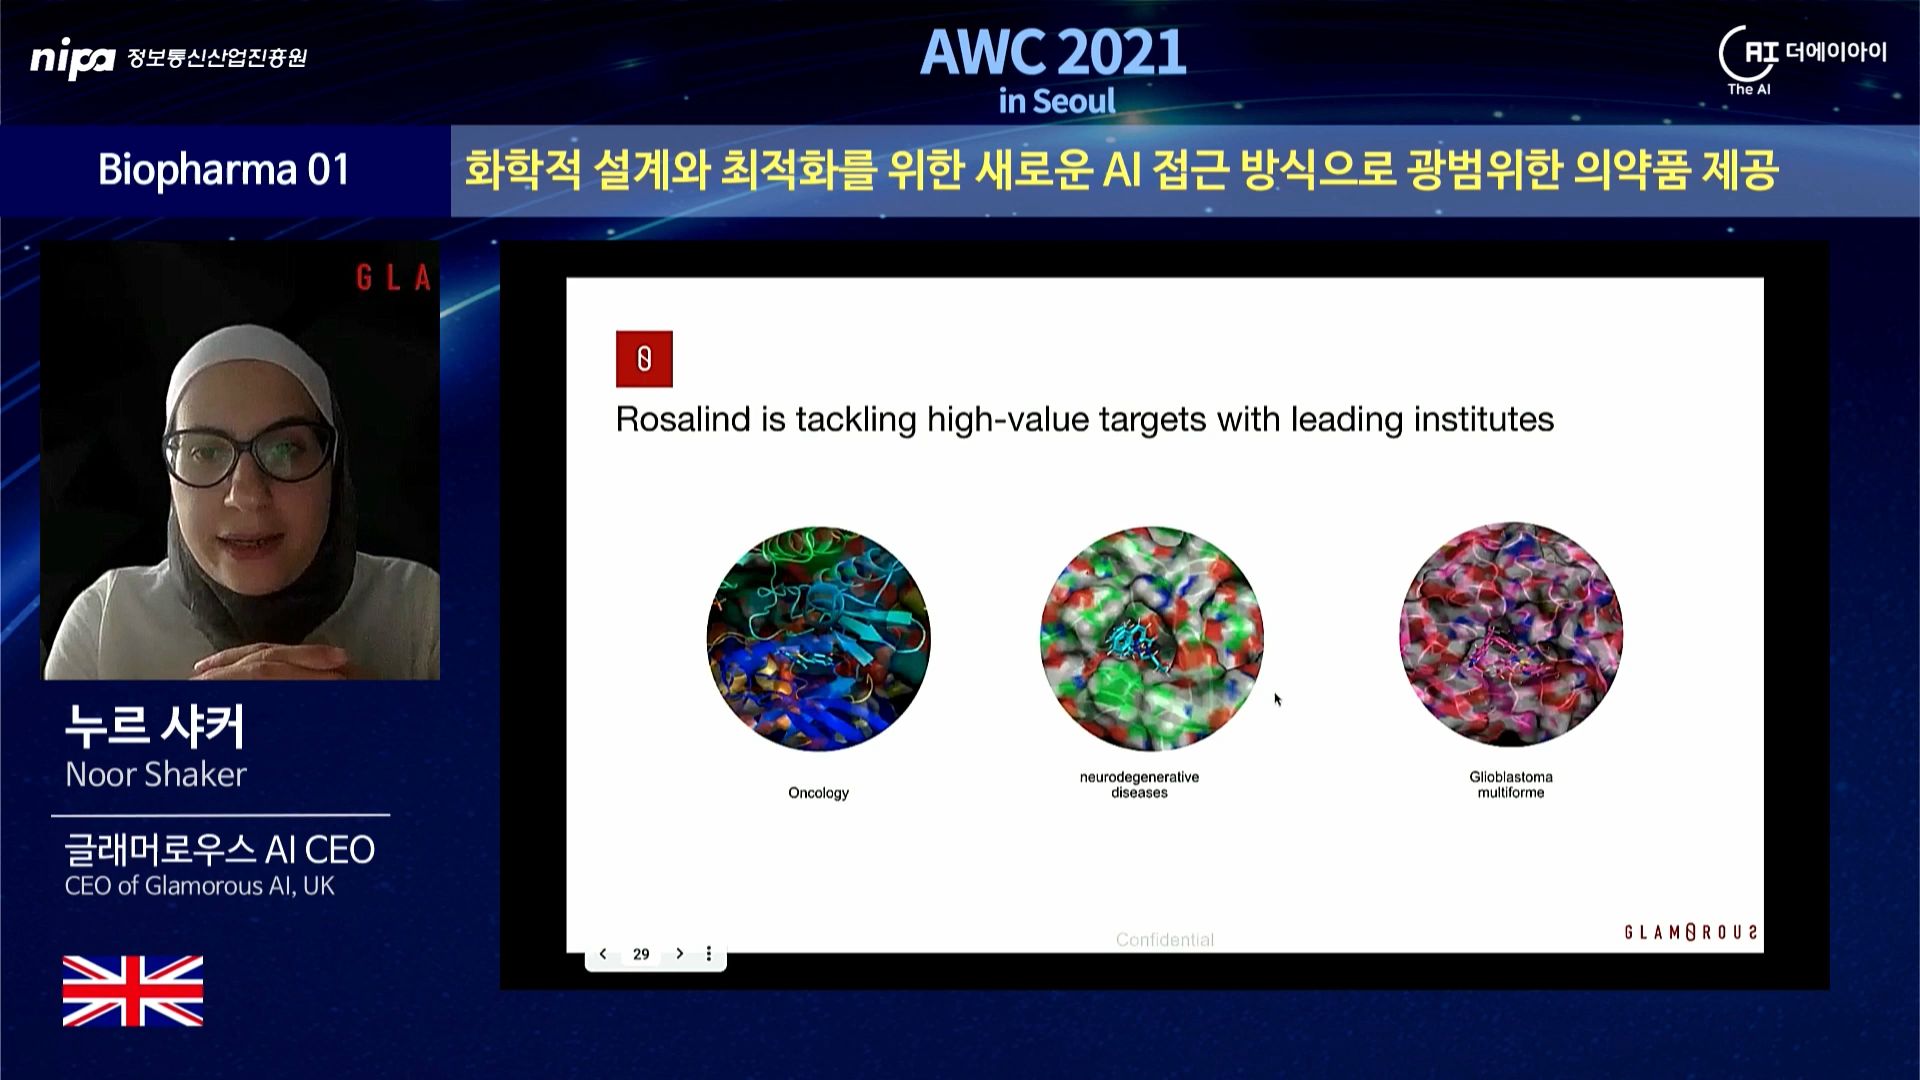 nipa 정보통신산업진흥원
AWC 2021
in Seoul
AI 더에이아이
The AI
Biopharma 01
화학적 설계와 최적화를 위한 새로운 AI 접근 방식으로 광범위한 의약품 제공
GLA
Rosalind is tackling high-value targets with leading institutes
Oncology
neurodegenerative
diseases
Glioblastoma
multiforme
Confidential
GLAMOROUS
29
누르 샤커
Noor Shaker
글래머로우스 AI CEO
CEO of Glamorous AI, UK